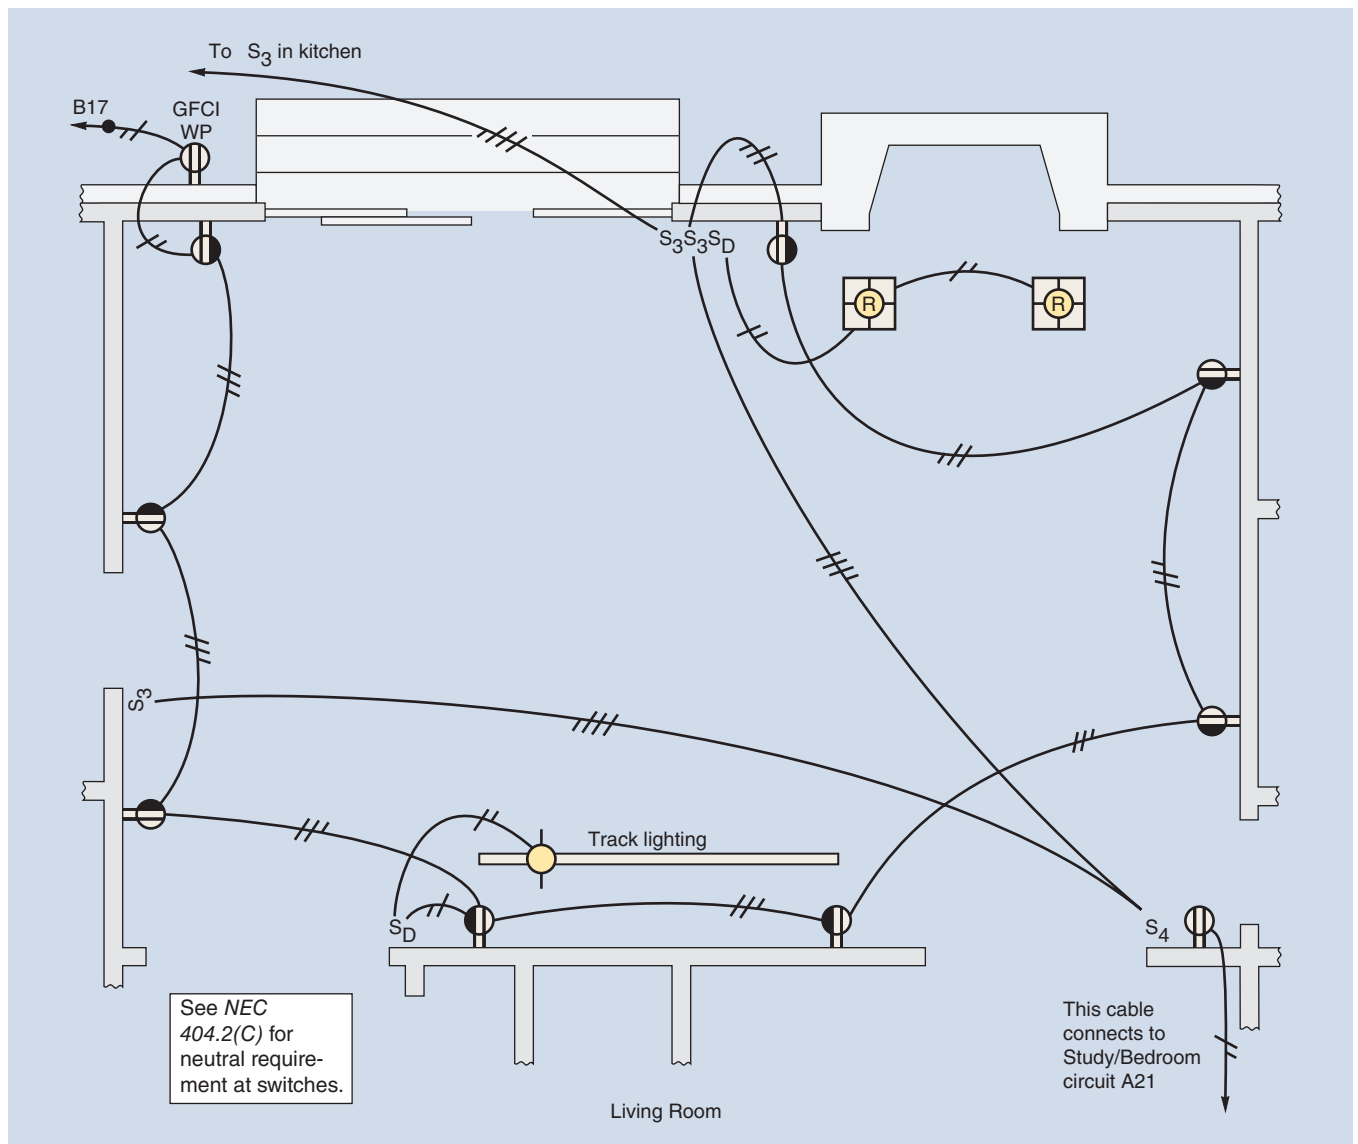 To S3 in kitchen
B17
GFCI
WP
S3S3SD
R
R
S3
Track lighting
SD
S4
See NEC
404.2(C) for
neutral require-
ment at switches.
This cable
connects to
Study/Bedroom
circuit A21
Living Room